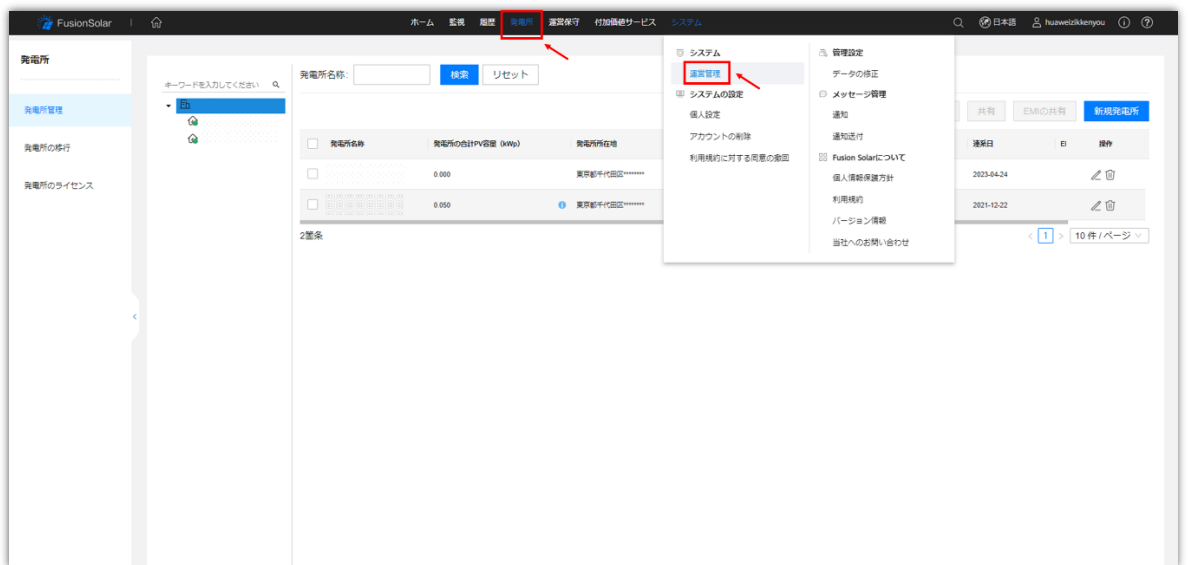 FusionSolar
ホーム 監視 履歴 発電所 運営保守 付加価値サービス システム
日本語 huaweizikkenyou
発電所
発電所管理
発電所の移行
発電所のライセンス
キーワードを入力してください
発電所名称:
検索
リセット
システム
運営管理
システムの設定
個人設定
アカウントの削除
利用規約に対する同意の撤回
管理設定
データの修正
メッセージ管理
通知
通知送付
Fusion Solarについて
個人情報保護方針
利用規約
バージョン情報
当社へのお問い合わせ
共有 EMIの共有 新規発電所
発電所名称 発電所の合計PV容量 (kWp) 発電所所在地 連系日 EI 操作
0.000 東京都千代田区******** 2023-04-24
0.050 東京都千代田区******** 2021-12-22
2箇条
< 1 > 10 件 / ページ